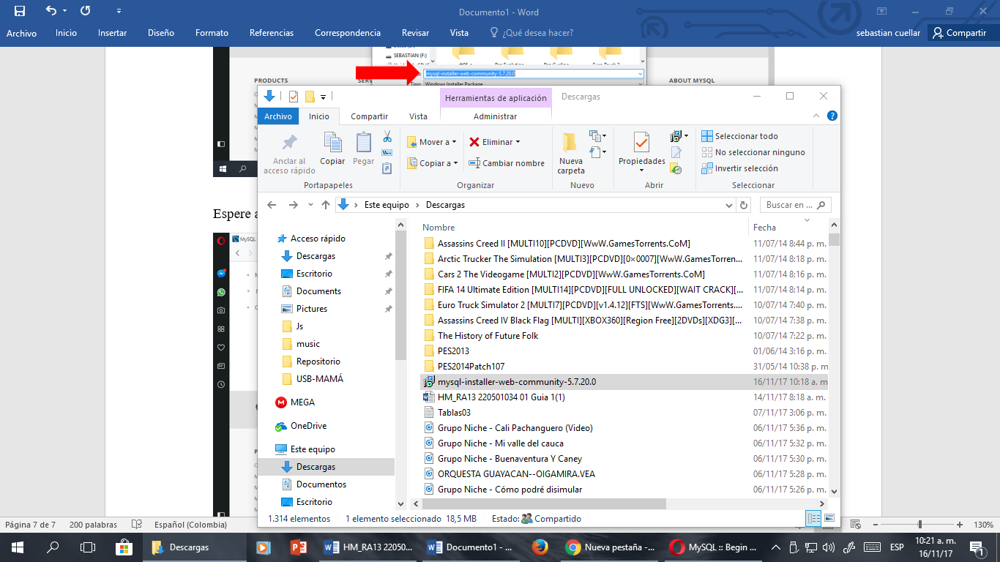 Documento1 - Word
Archivo Inicio Insertar Diseño Formato Referencias Correspondencia Revisar Vista ¿Qué desea hacer? sebastian cuellar Compartir
SEBASTIAN (F:)
mysql-installer-web-community-5.7.20.0
Tipo: Windows Installer Package
PRODUCTS
ABOUT MYSQL
Espere a
Herramientas de aplicación Descargas
Archivo Inicio Compartir Vista Administrar
Anclar al acceso rápido
Copiar
Pegar
Portapapeles
Mover a
Copiar a
Eliminar
Cambiar nombre
Organizar
Nueva carpeta
Nuevo
Propiedades
Abrir
Seleccionar todo
No seleccionar ninguno
Invertir selección
Seleccionar
Este equipo > Descargas
Buscar en ...
Acceso rápido
Descargas
Escritorio
Documents
Pictures
Js
music
Repositorio
USB-MAMÁ
MEGA
OneDrive
Este equipo
Descargas
Documentos
Escritorio
Nombre Fecha
Assassins Creed II [MULTI10][PCDVD][WwW.GamesTorrents.CoM] 11/07/14 8:44 p. m.
Arctic Trucker The Simulation [MULTI3][PCDVD][0×0007][WwW.GamesTorren... 11/07/14 8:18 p. m.
Cars 2 The Videogame [MULTI2][PCDVD][WwW.GamesTorrents.CoM] 11/07/14 8:16 p. m.
FIFA 14 Ultimate Edition [MULTI14][PCDVD][FULL UNLOCKED][WAIT CRACK][... 11/07/14 8:14 p. m.
Euro Truck Simulator 2 [MULTI7][PCDVD][v1.4.12][FTS][WwW.GamesTorrents.... 10/07/14 7:40 p. m.
Assassins Creed IV Black Flag [MULTI][XBOX360][Region Free][2DVDs][XDG3][... 10/07/14 7:38 p. m.
The History of Future Folk 10/07/14 7:22 p. m.
PES2013 01/06/14 3:16 p. m.
PES2014Patch107 31/05/14 10:38 p. m
mysql-installer-web-community-5.7.20.0 16/11/17 10:18 a. m
HM_RA13 220501034 01 Guia 1(1) 14/11/17 8:18 a. m.
Tablas03 07/11/17 3:06 p. m.
Grupo Niche - Cali Pachanguero (Video) 06/11/17 5:36 p. m.
Grupo Niche - Mi valle del cauca 06/11/17 5:32 p. m.
Grupo Niche - Buenaventura Y Caney 06/11/17 5:30 p. m.
ORQUESTA GUAYACAN--OIGAMIRA.VEA 06/11/17 5:28 p. m.
Grupo Niche - Cómo podré disimular 06/11/17 5:26 p. m.
1.314 elementos 1 elemento seleccionado 18,5 MB Estado: Compartido
Página 7 de 7 200 palabras Español (Colombia) 130%
Descargas HM_RA13 22050... Documento1 - ... Nueva pestaña -... MySQL :: Begin ... ESP 10:21 a. m.
16/11/17